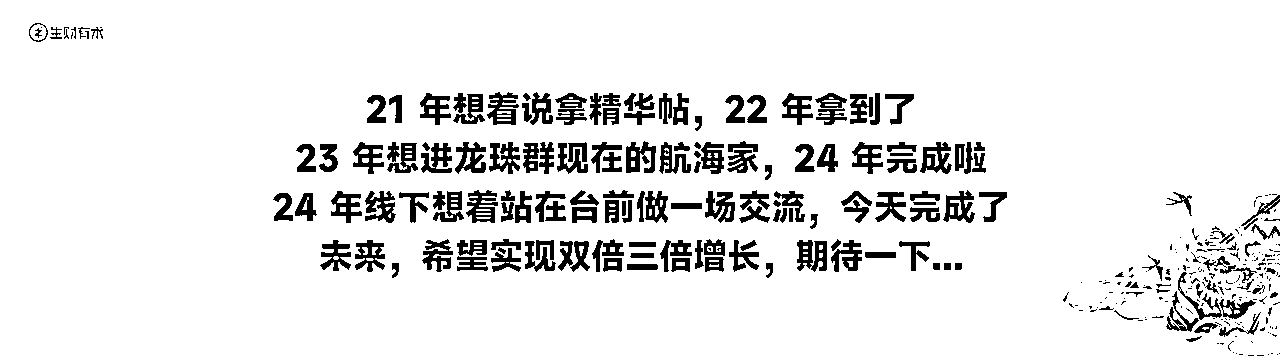 生财有术
21 年想着说拿精华帖，22 年拿到了
23 年想进龙珠群现在的航海家，24 年完成啦
24 年线下想着站在台前做一场交流，今天完成了
未来，希望实现双倍三倍增长，期待一下...